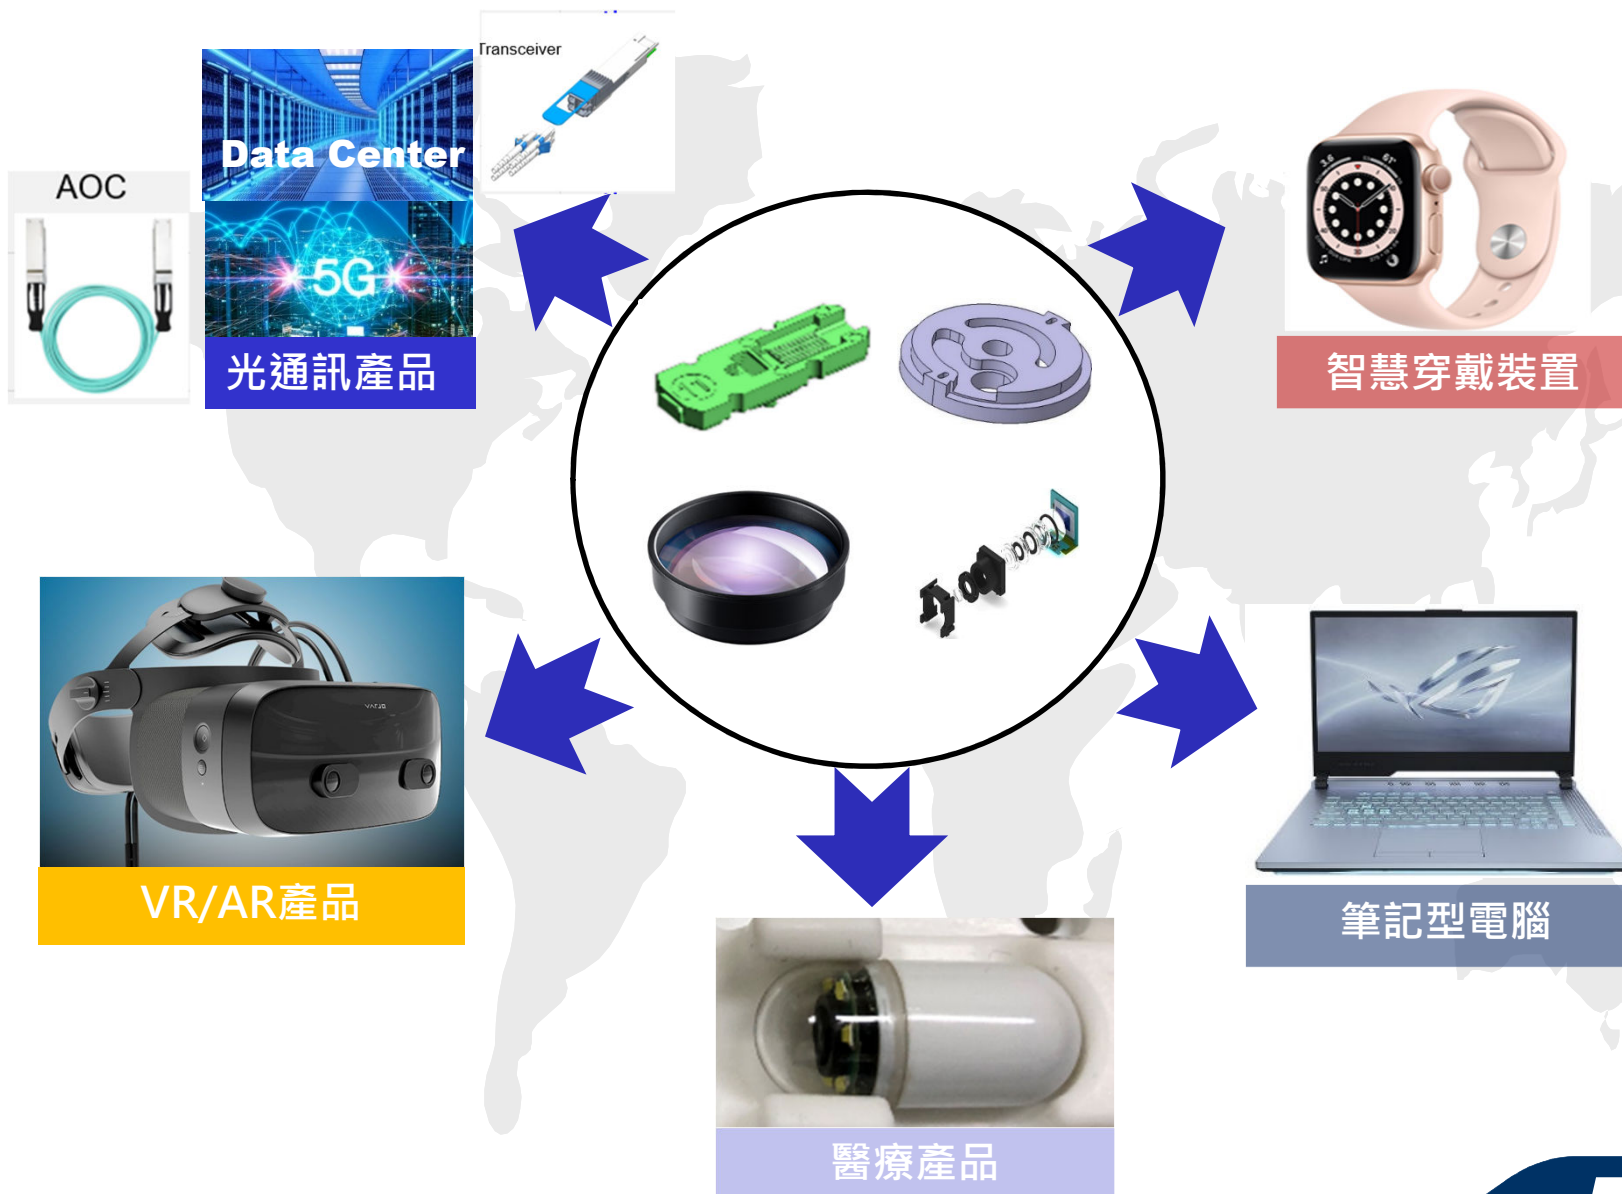 Transceiver
Data Center
AOC
5G
光通訊產品
智慧穿戴裝置
VARJO
VR/AR產品
筆記型電腦
醫療產品